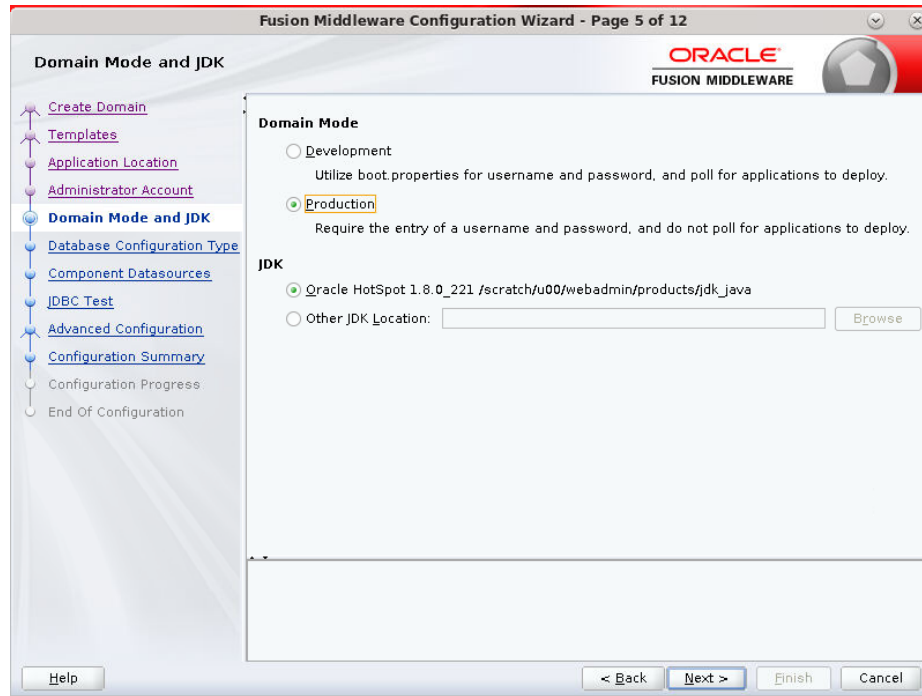 Fusion Middleware Configuration Wizard - Page 5 of 12
Domain Mode and JDK
ORACLE
FUSION MIDDLEWARE
Create Domain
Templates
Application Location
Administrator Account
Domain Mode and JDK
Database Configuration Type
Component Datasources
JDBC Test
Advanced Configuration
Configuration Summary
Configuration Progress
End Of Configuration
Domain Mode
Development
Utilize boot.properties for username and password, and poll for applications to deploy.
Production
Require the entry of a username and password, and do not poll for applications to deploy.
JDK
Oracle HotSpot 1.8.0_221 /scratch/u00/webadmin/products/jdk_java
Other JDK Location:
Browse
Help
< Back
Next >
Finish
Cancel